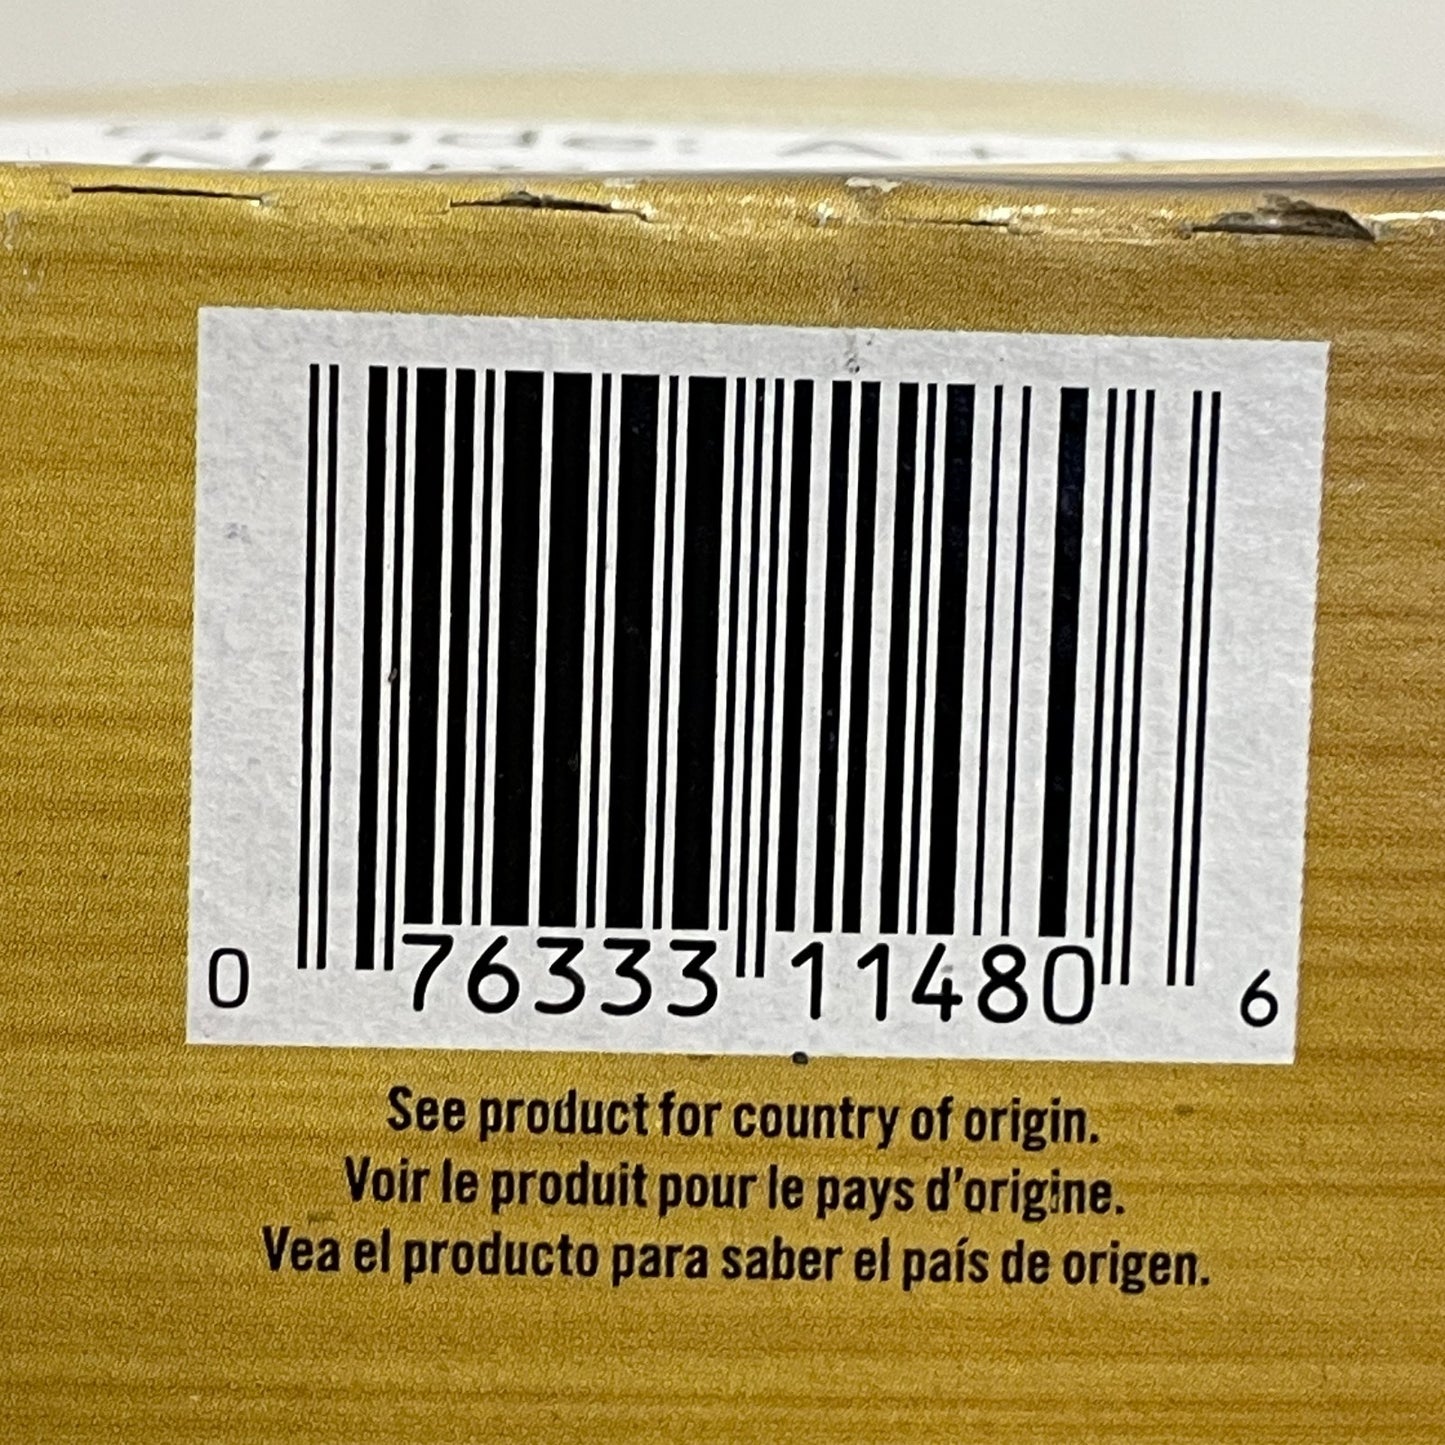 0 76333 11480 6
See product for country of origin.
Voir le produit pour le pays d'origine.
Vea el producto para saber el país de origen.